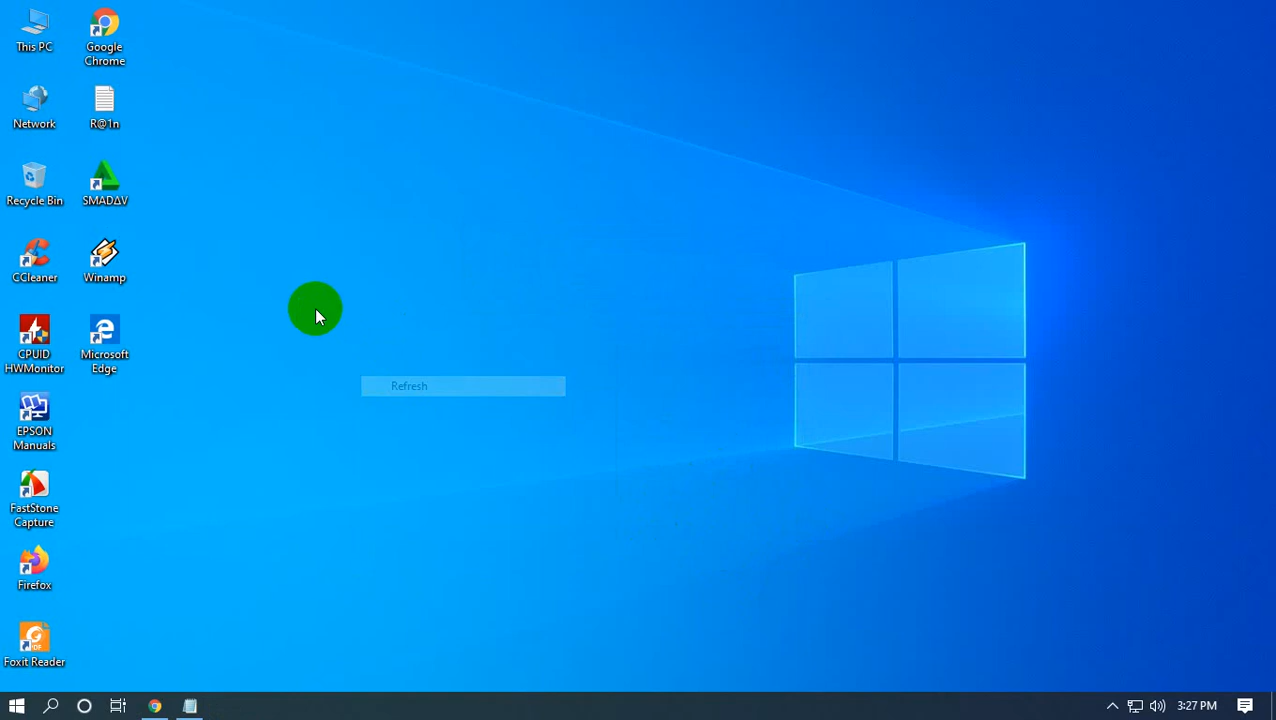 This PC
Google
Chrome
Network
R@1n
Recycle Bin
SMADΔV
CCleaner
Winamp
CPUID
HWMonitor
Microsoft
Edge
Refresh
EPSON
Manuals
FastStone
Capture
Firefox
Foxit Reader
3:27 PM